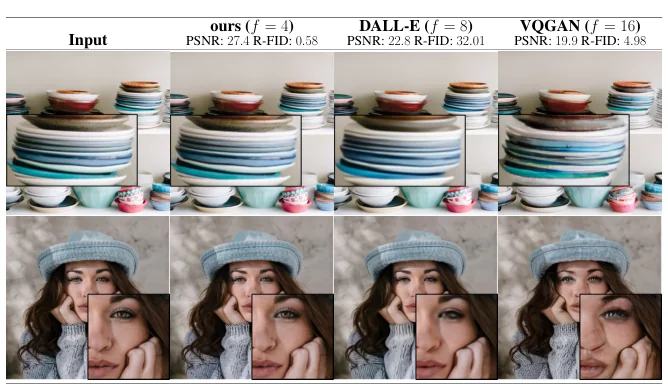 Input
ours (f = 4)
PSNR: 27.4 R-FID: 0.58
DALL-E (f = 8)
PSNR: 22.8 R-FID: 32.01
VQGAN (f = 16)
PSNR: 19.9 R-FID: 4.98